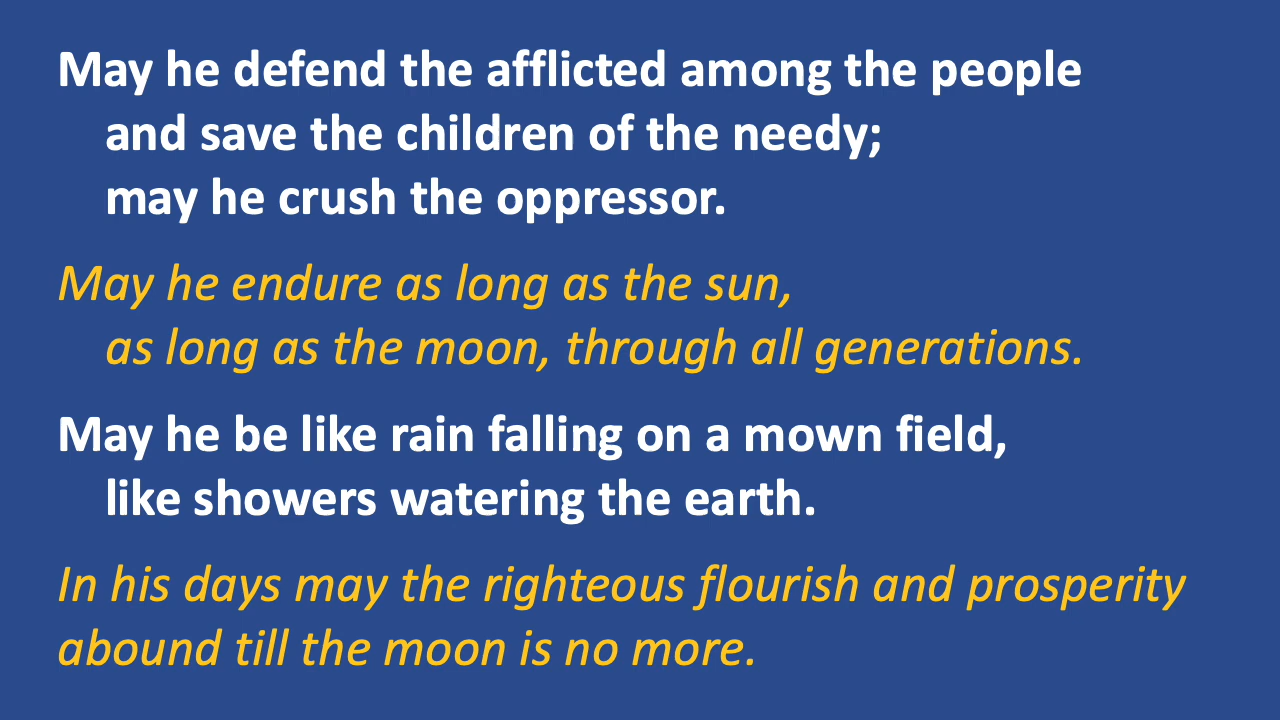 May he defend the afflicted among the people
and save the children of the needy;
may he crush the oppressor.
May he endure as long as the sun,
as long as the moon, through all generations.
May he be like rain falling on a mown field,
like showers watering the earth.
In his days may the righteous flourish and prosperity
abound till the moon is no more.